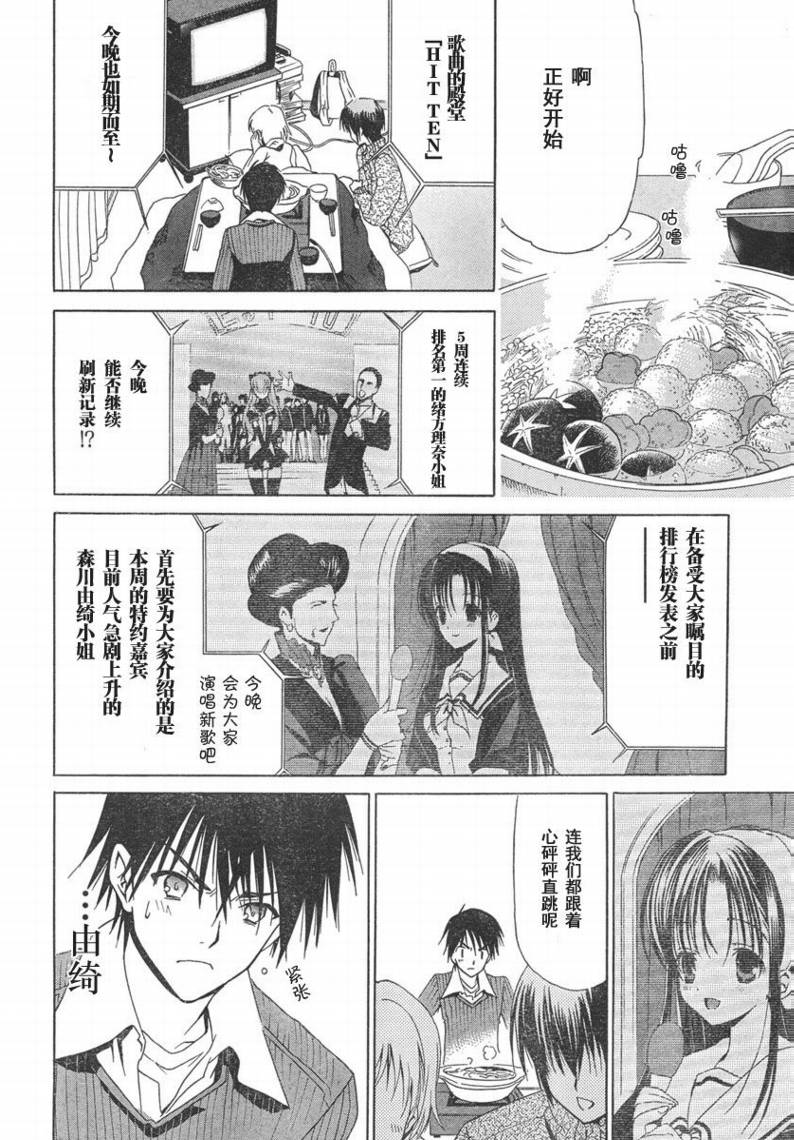 啊
正好开始
咕噜
咕噜
歌曲的殿堂
『HIT TEN』
今晚也如期而至~
5周连续
排名第一的绪方理奈小姐
今晚
能否继续
刷新记录!?
在备受大家瞩目的
排行榜发表之前
——
首先要为大家介绍的是
本周的特约嘉宾
目前人气急剧上升的
森川由绮小姐
今晚
会为大家
演唱新歌吧
连我们都跟着
心砰砰直跳呢
…由绮
紧张